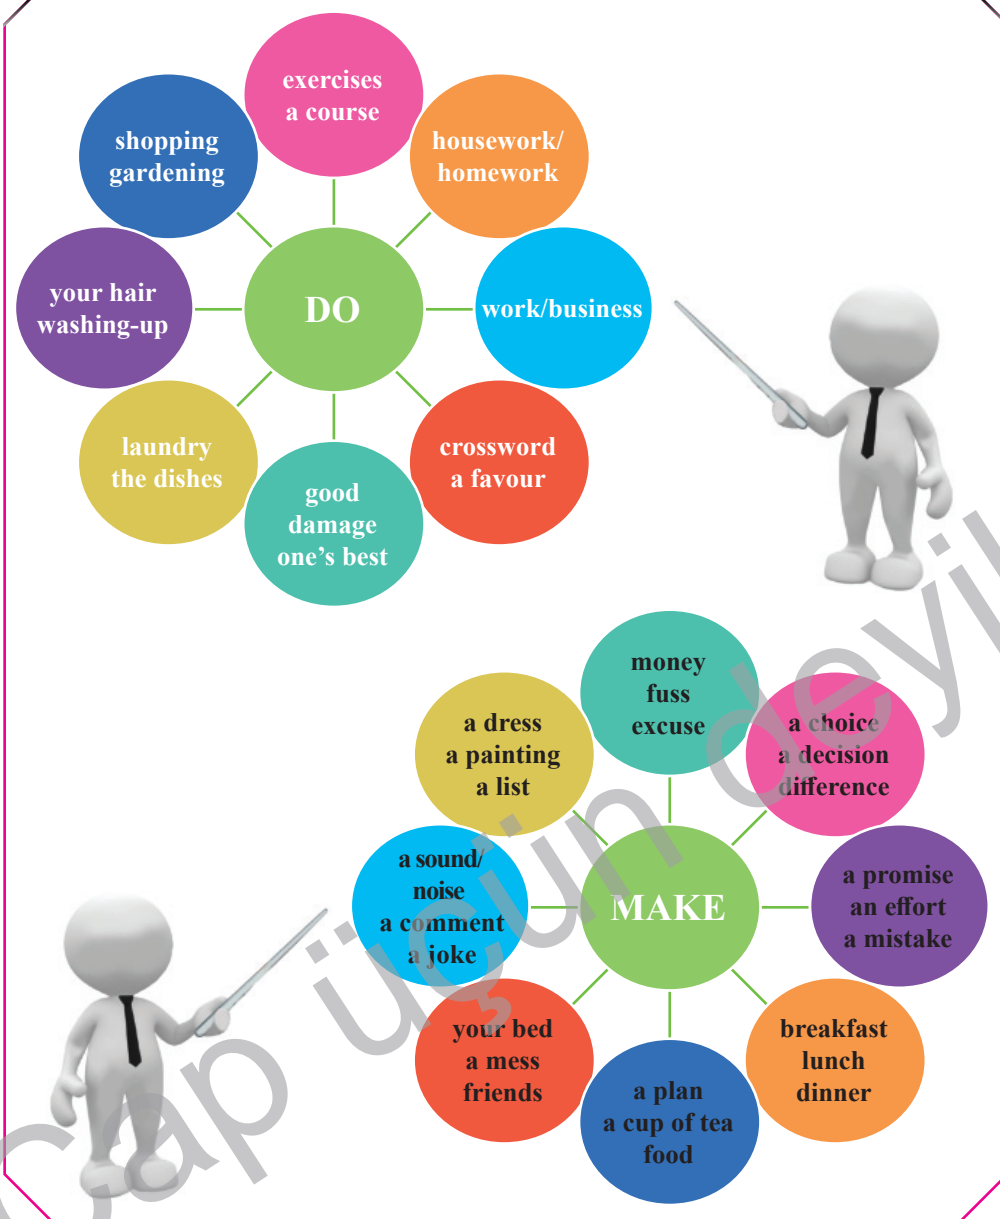 exercises
a course
housework/
homework
work/business
crossword
a favour
good
damage
one’s best
laundry
the dishes
your hair
washing-up
shopping
gardening
DO
money
fuss
excuse
a choice
a decision
difference
a promise
an effort
a mistake
breakfast
lunch
dinner
a plan
a cup of tea
food
your bed
a mess
friends
a sound/
noise
a comment
a joke
a dress
a painting
a list
MAKE
Çap üçün deyil